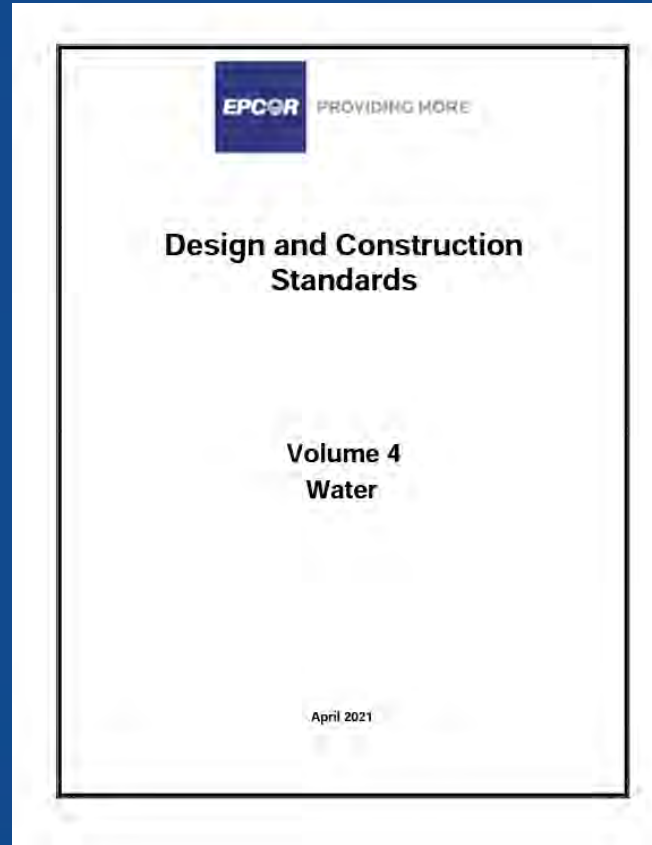 EPCOR PROVIDING MORE
Design and Construction
Standards
Volume 4
Water
April 2021